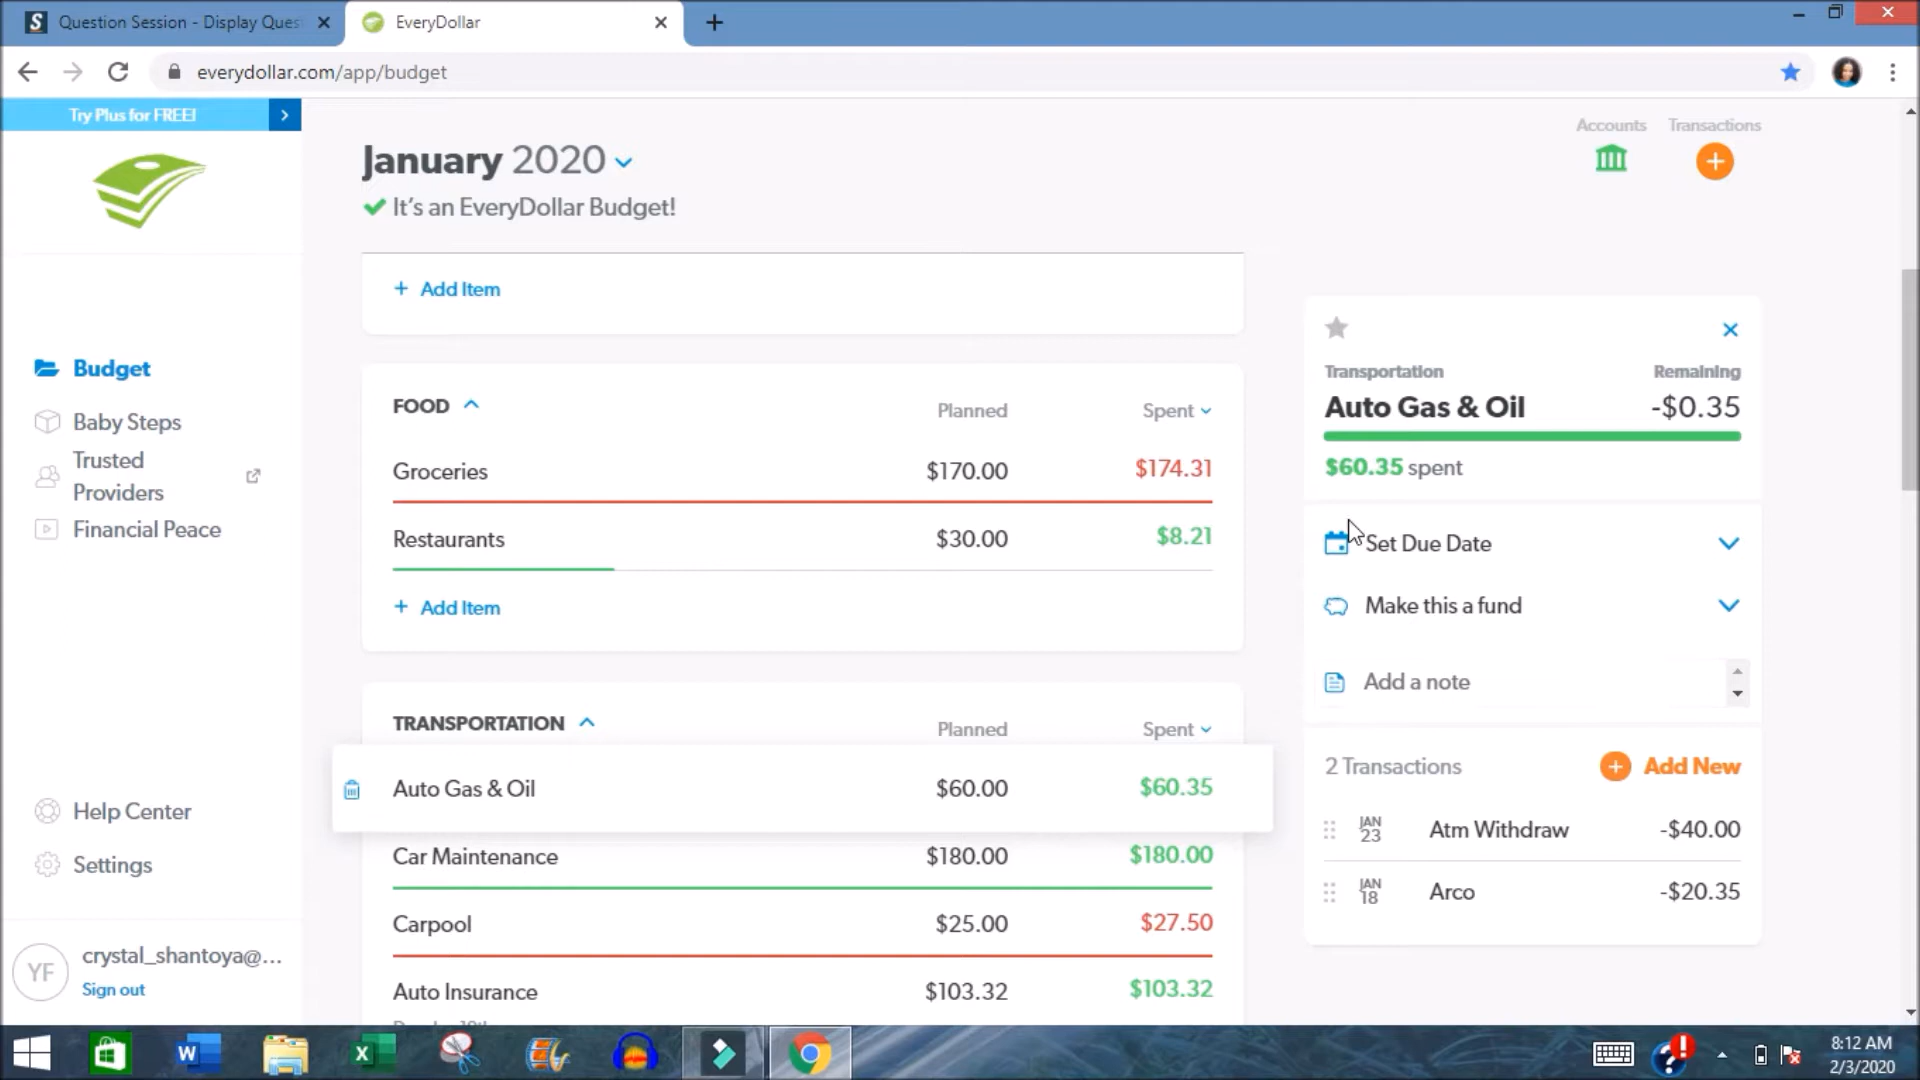 Question Session - Display Ques
EveryDollar
everydollar.com/app/budget
Try Plus for FREE!
Budget
Baby Steps
Trusted
Providers
Financial Peace
Help Center
Settings
YF
crystal_shantoya@...
Sign out
January 2020
It's an EveryDollar Budget!
Accounts
Transactions
+ Add Item
FOOD Planned Spent
Groceries $170.00 $174.31
Restaurants $30.00 $8.21
+ Add Item
TRANSPORTATION Planned Spent
Auto Gas & Oil $60.00 $60.35
Car Maintenance $180.00 $180.00
Carpool $25.00 $27.50
Auto Insurance $103.32 $103.32
Transportation Remaining
Auto Gas & Oil -$0.35
$60.35 spent
Set Due Date
Make this a fund
Add a note
2 Transactions Add New
JAN 23 Atm Withdraw -$40.00
JAN 18 Arco -$20.35
8:12 AM
2/3/2020